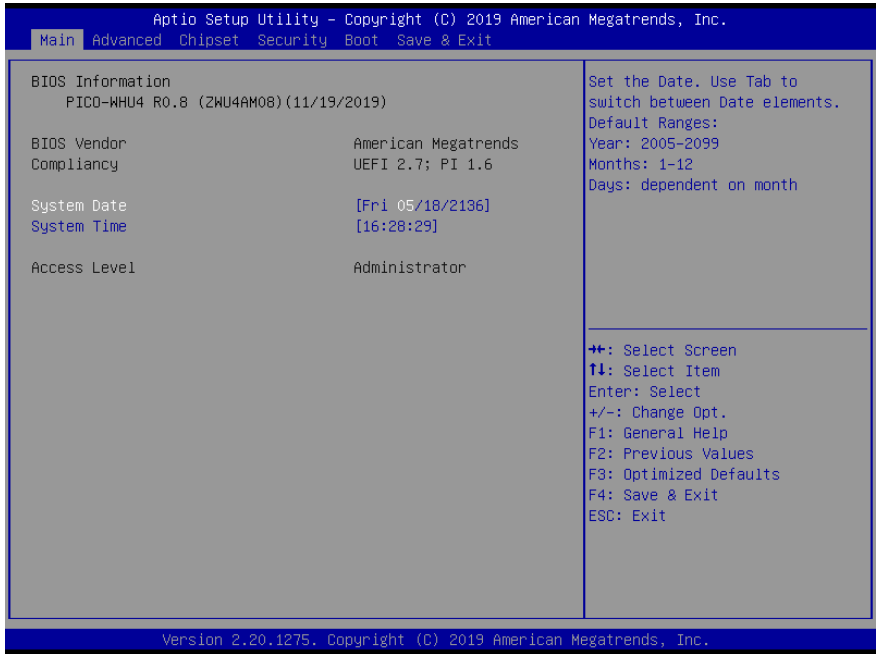 Aptio Setup Utility – Copyright (C) 2019 American Megatrends, Inc.
Main Advanced Chipset Security Boot Save & Exit
BIOS Information
PICO-WHU4 R0.8 (ZWU4AM08)(11/19/2019)
BIOS Vendor American Megatrends
Compliancy UEFI 2.7; PI 1.6
System Date [Fri 05/18/2136]
System Time [16:28:29]
Access Level Administrator
Set the Date. Use Tab to
switch between Date elements.
Default Ranges:
Year: 2005-2099
Months: 1-12
Days: dependent on month
→←: Select Screen
↑↓: Select Item
Enter: Select
+/-: Change Opt.
F1: General Help
F2: Previous Values
F3: Optimized Defaults
F4: Save & Exit
ESC: Exit
Version 2.20.1275. Copyright (C) 2019 American Megatrends, Inc.